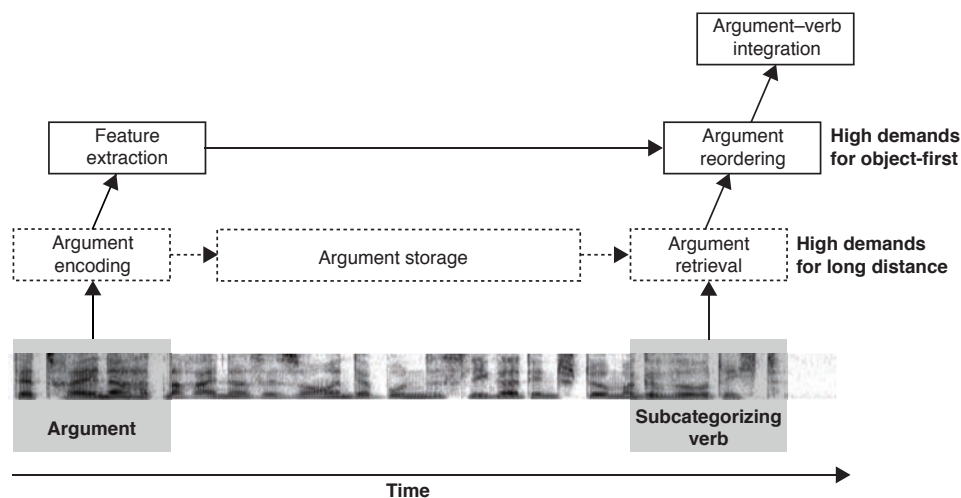 Argument–verb
integration
Feature
extraction
Argument
reordering
High demands
for object-first
Argument
encoding
Argument storage
Argument
retrieval
High demands
for long distance
Argument
Subcategorizing
verb
Time